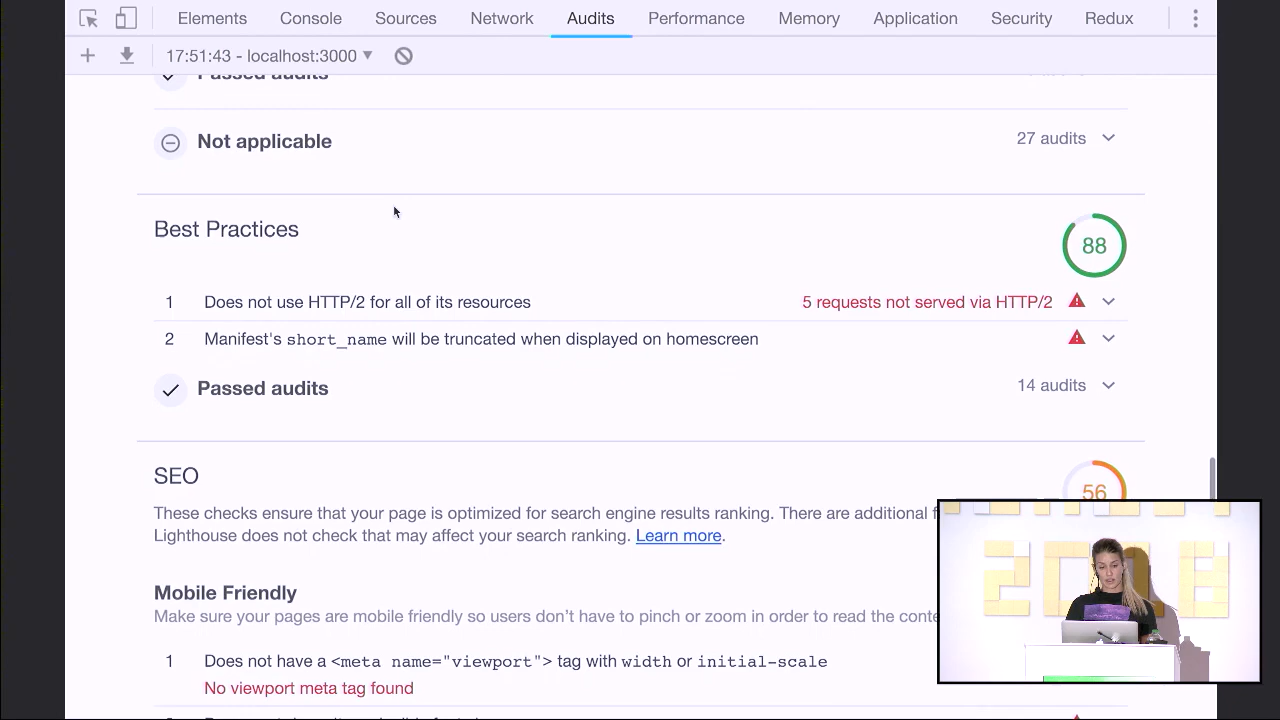 Elements Console Sources Network Audits Performance Memory Application Security Redux
17:51:43 - localhost:3000
Passed audits
Not applicable 27 audits
Best Practices 88
1 Does not use HTTP/2 for all of its resources 5 requests not served via HTTP/2
2 Manifest's short_name will be truncated when displayed on homescreen
Passed audits 14 audits
SEO 56
These checks ensure that your page is optimized for search engine results ranking. There are additional
Lighthouse does not check that may affect your search ranking. Learn more.
Mobile Friendly
Make sure your pages are mobile friendly so users don't have to pinch or zoom in order to read the
1 Does not have a <meta name="viewport"> tag with width or initial-scale
No viewport meta tag found
2018